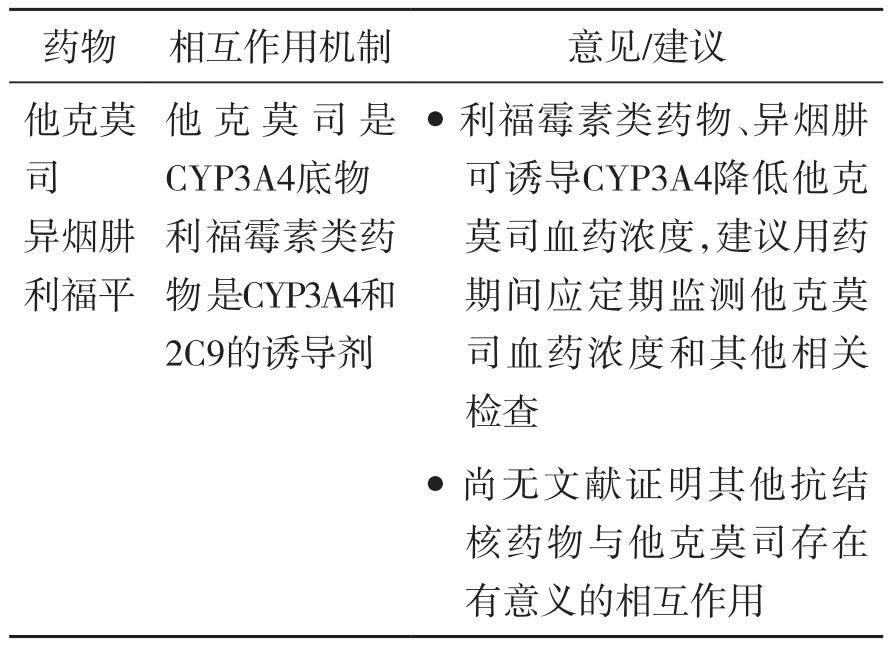 药物 相互作用机制 意见/建议
他克莫司
异烟肼
利福平
他克莫司是
CYP3A4底物
利福霉素类药
物是CYP3A4和
2C9的诱导剂
● 利福霉素类药物、异烟肼
可诱导CYP3A4降低他克
莫司血药浓度,建议用药
期间应定期监测他克莫
司血药浓度和其他相关
检查
● 尚无文献证明其他抗结
核药物与他克莫司存在
有意义的相互作用